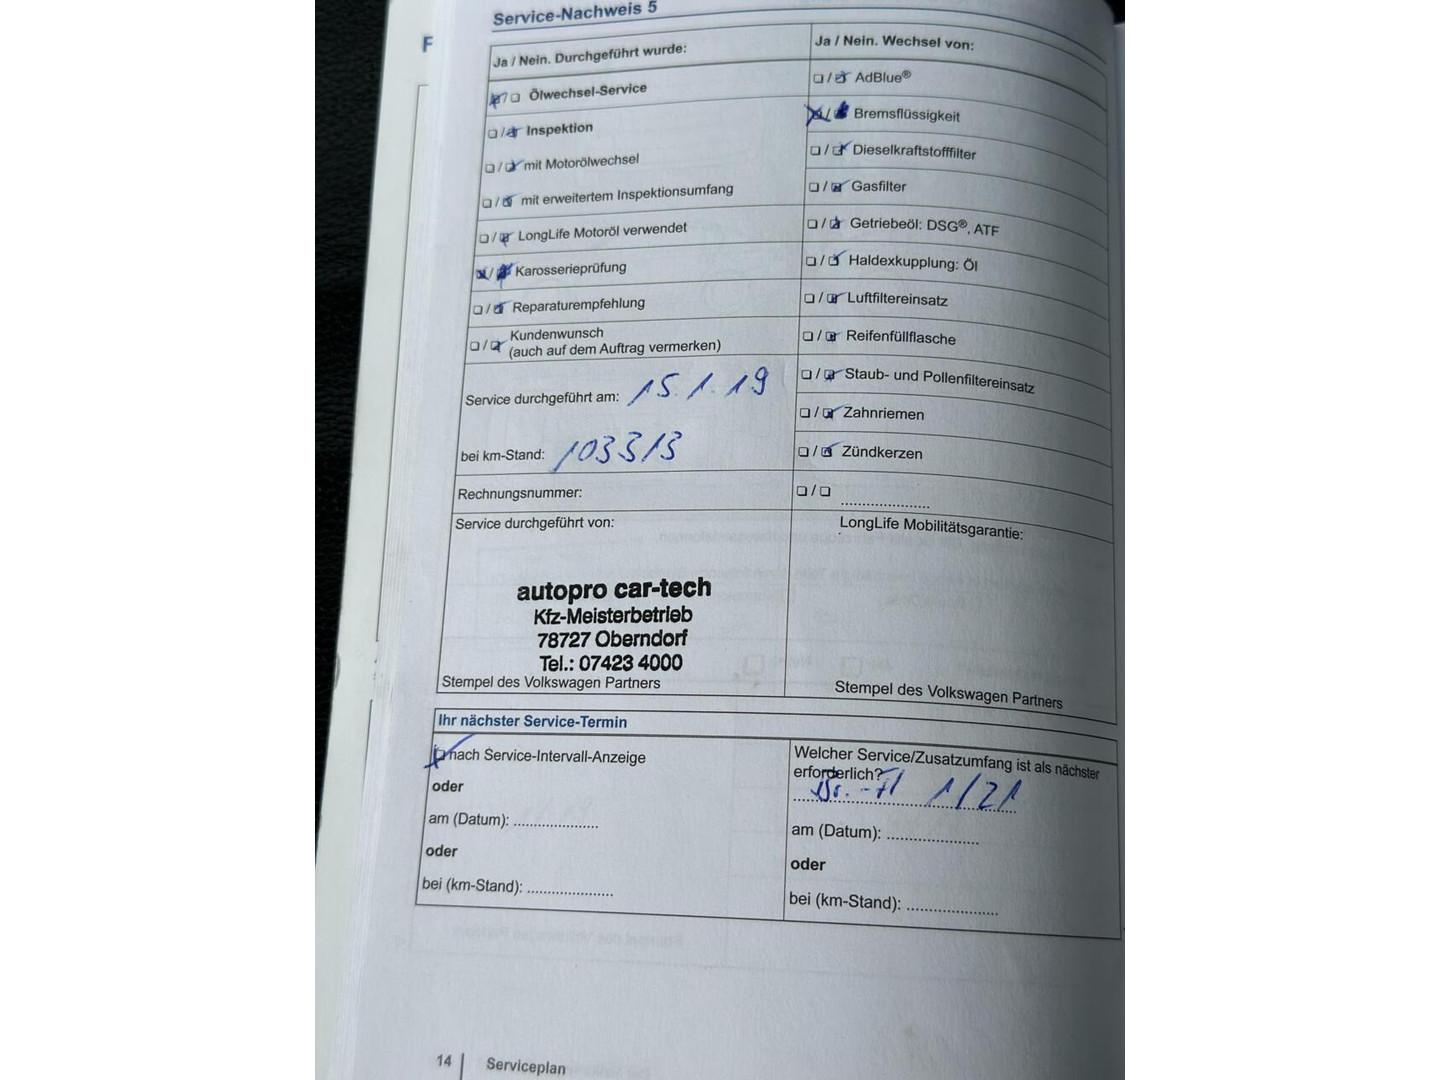 Service-Nachweis 5
Ja / Nein. Durchgeführt wurde:
Ölwechsel-Service
Inspektion
mit Motorölwechsel
mit erweitertem Inspektionsumfang
LongLife Motoröl verwendet
Karosserieprüfung
Reparaturempfehlung
Kundenwunsch
(auch auf dem Auftrag vermerken)
Service durchgeführt am: 15.1.19
bei km-Stand: 103313
Rechnungsnummer:
Service durchgeführt von:
autopro car-tech
Kfz-Meisterbetrieb
78727 Oberndorf
Tel.: 07423 4000
Stempel des Volkswagen Partners
Ja / Nein. Wechsel von:
AdBlue®
Bremsflüssigkeit
Dieselkraftstofffilter
Gasfilter
Getriebeöl: DSG®, ATF
Haldexkupplung: Öl
Luftfiltereinsatz
Reifenfüllflasche
Staub- und Pollenfiltereinsatz
Zahnriemen
Zündkerzen
LongLife Mobilitätsgarantie:
Stempel des Volkswagen Partners
Ihr nächster Service-Termin
nach Service-Intervall-Anzeige
oder
am (Datum):
oder
bei (km-Stand):
Welcher Service/Zusatzumfang ist als nächster
erforderlich?
Br.-Fl 1/21
am (Datum):
oder
bei (km-Stand):
14 | Serviceplan
F